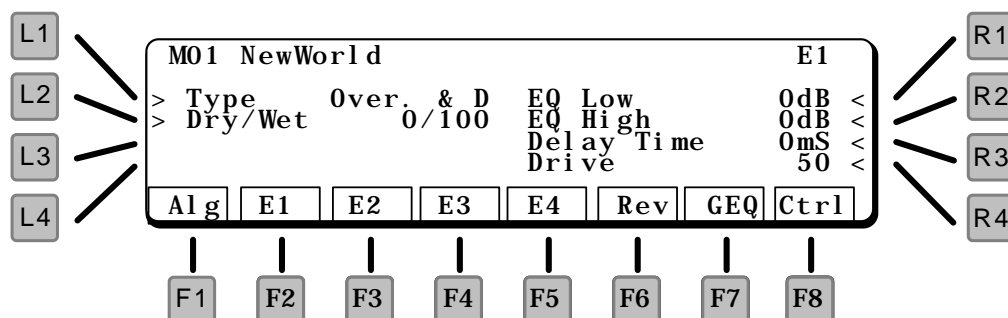 L1
L2
L3
L4
M01 NewWorld E1
> Type Over. & D EQ Low 0dB <
> Dry/Wet 0/100 EQ High 0dB <
Delay Time 0mS <
Drive 50 <
Alg E1 E2 E3 E4 Rev GEQ Ctrl
F1 F2 F3 F4 F5 F6 F7 F8
R1
R2
R3
R4